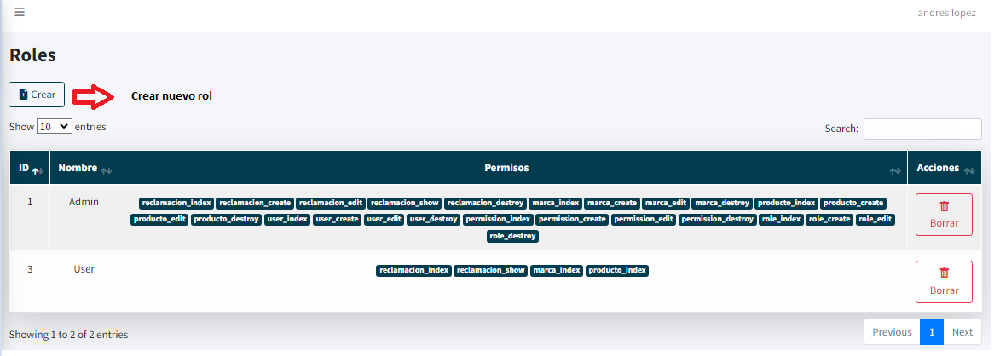 andres lopez
Roles
Crear
Crear nuevo rol
Show 10 entries
Search:
ID Nombre Permisos Acciones
1 Admin reclamacion_index reclamacion_create reclamacion_edit reclamacion_show reclamacion_destroy marca_index marca_create marca_edit marca_destroy producto_index producto_create
producto_edit producto_destroy user_index user_create user_edit user_destroy permission_index permission_create permission_edit permission_destroy role_index role_create role_edit
role_destroy
Borrar
3 User reclamacion_index reclamacion_show marca_index producto_index
Borrar
Showing 1 to 2 of 2 entries
Previous 1 Next